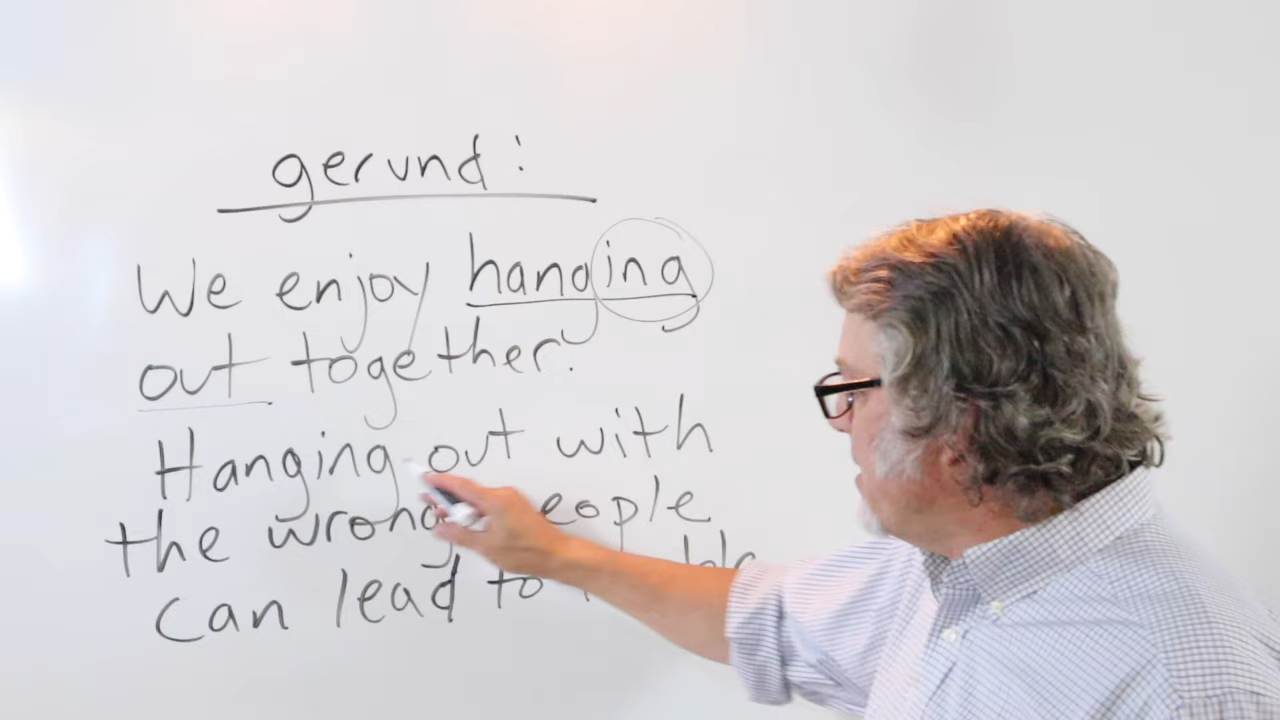 gerund:
We enjoy hanging
out together.
Hanging out with
the wrong people
can lead to